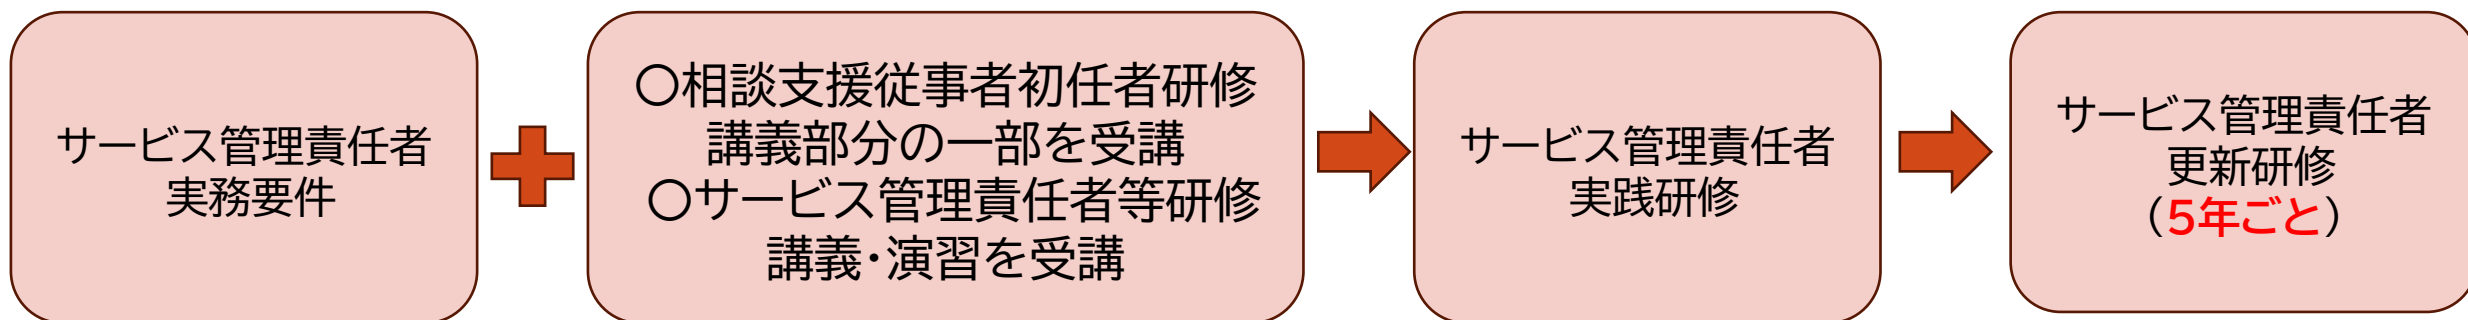 サービス管理責任者
実務要件
〇相談支援従事者初任者研修
講義部分の一部を受講
〇サービス管理責任者等研修
講義・演習を受講
サービス管理責任者
実践研修
サービス管理責任者
更新研修
（5年ごと）